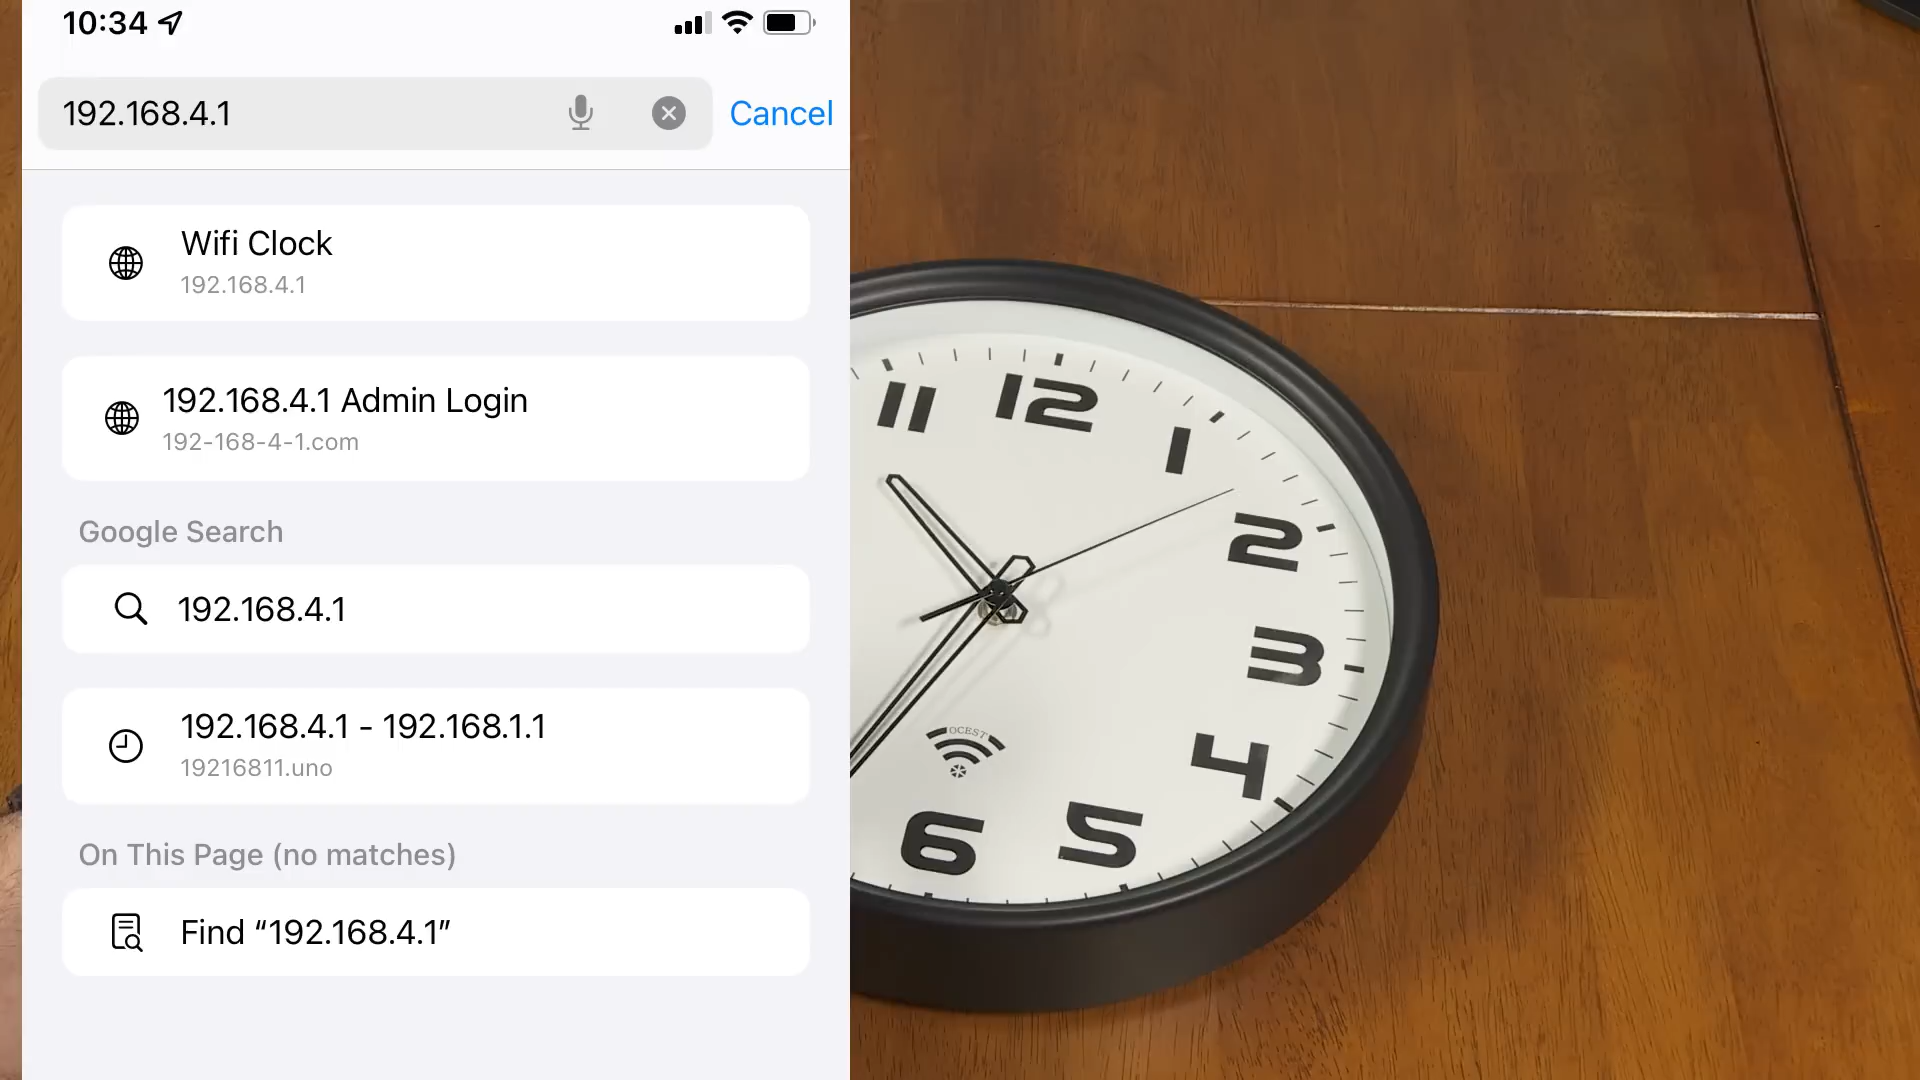 10:34
192.168.4.1
Cancel
Wifi Clock
192.168.4.1
192.168.4.1 Admin Login
192-168-4-1.com
Google Search
192.168.4.1
192.168.4.1 - 192.168.1.1
19216811.uno
On This Page (no matches)
Find “192.168.4.1”
11
12
1
2
3
4
5
6
OCEST